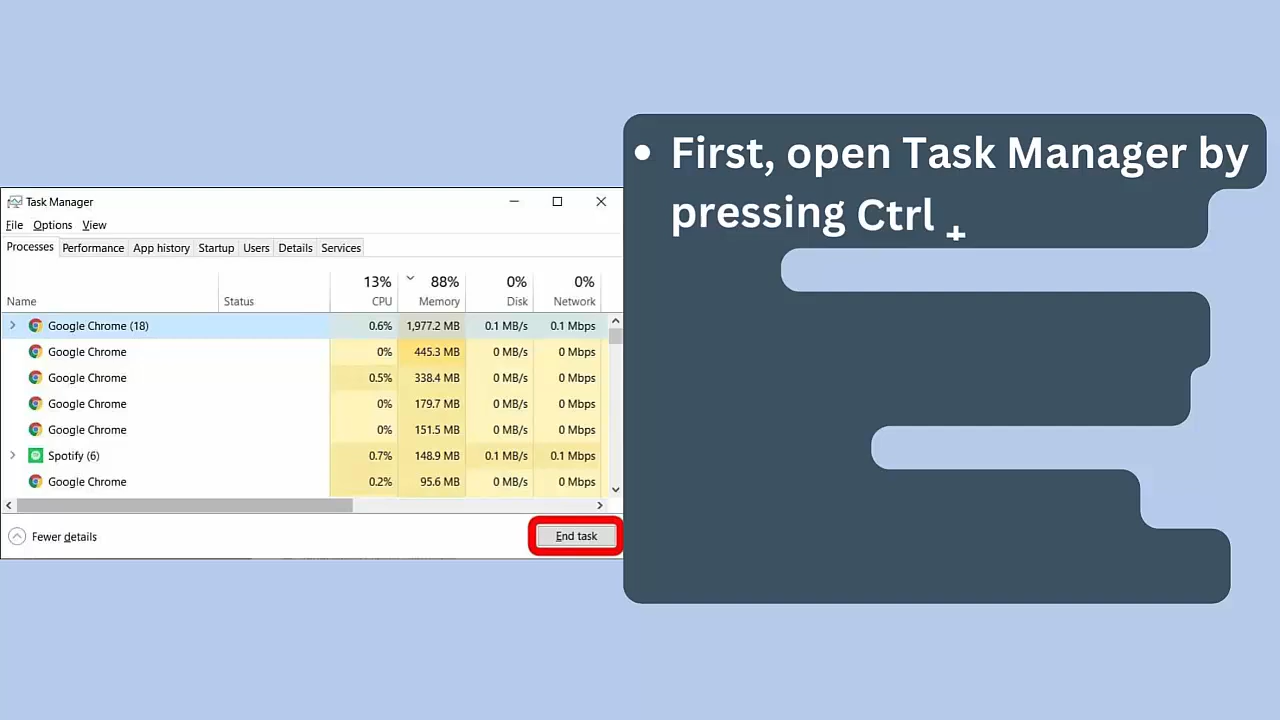 Task Manager
File Options View
Processes Performance App history Startup Users Details Services
13% 88% 0% 0%
Name Status CPU Memory Disk Network
Google Chrome (18) 0.6% 1,977.2 MB 0.1 MB/s 0.1 Mbps
Google Chrome 0% 445.3 MB 0 MB/s 0 Mbps
Google Chrome 0.5% 338.4 MB 0 MB/s 0 Mbps
Google Chrome 0% 179.7 MB 0 MB/s 0 Mbps
Google Chrome 0% 151.5 MB 0 MB/s 0 Mbps
Spotify (6) 0.7% 148.9 MB 0.1 MB/s 0.1 Mbps
Google Chrome 0.2% 95.6 MB 0 MB/s 0 Mbps
Fewer details End task
• First, open Task Manager by
pressing Ctrl +